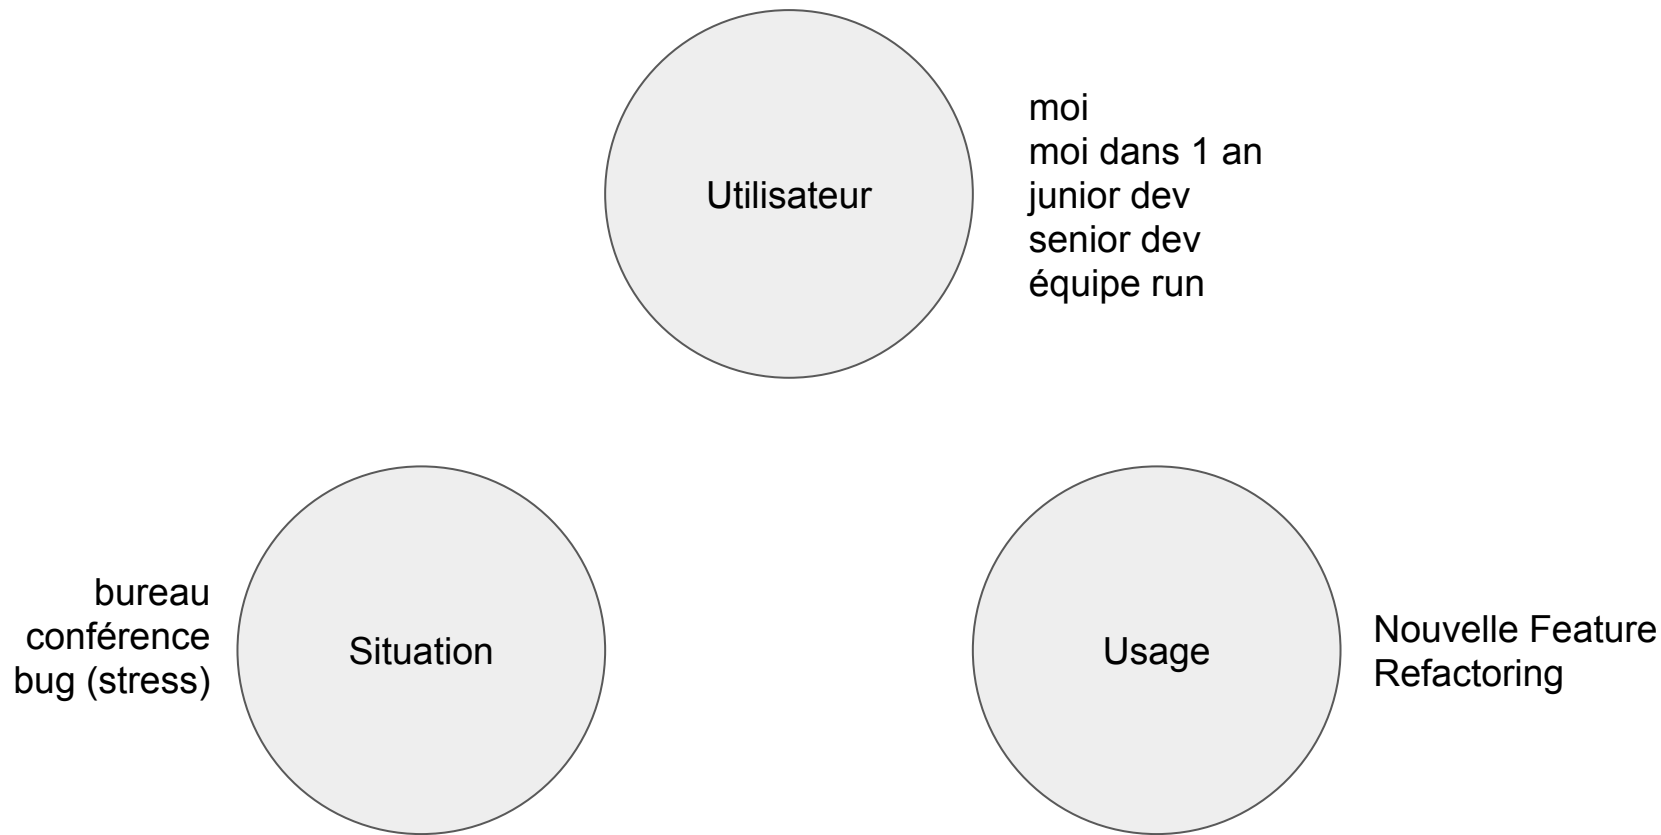 Utilisateur
moi
moi dans 1 an
junior dev
senior dev
équipe run
bureau
conférence
bug (stress)
Situation
Usage
Nouvelle Feature
Refactoring